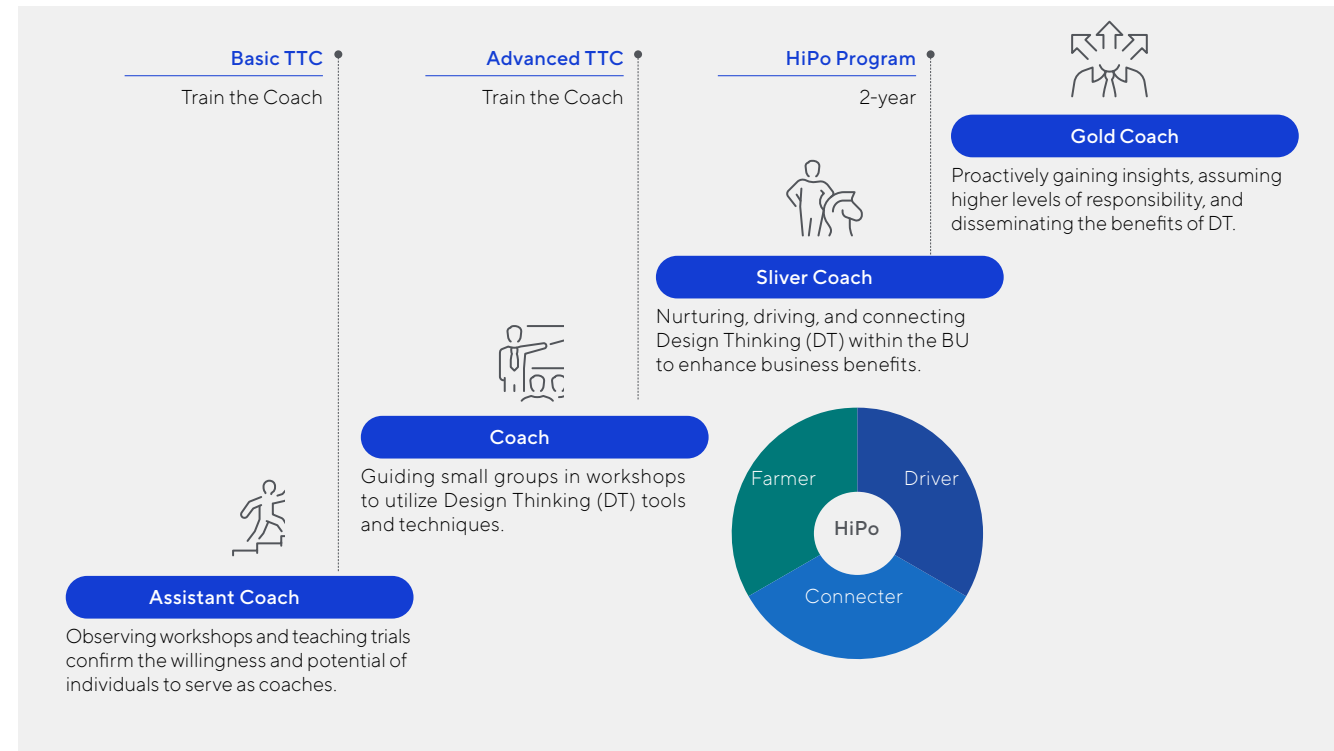 Basic TTC
Train the Coach
Advanced TTC
Train the Coach
HiPo Program
2-year
Gold Coach
Proactively gaining insights, assuming
higher levels of responsibility, and
disseminating the benefits of DT.
Sliver Coach
Nurturing, driving, and connecting
Design Thinking (DT) within the BU
to enhance business benefits.
Coach
Guiding small groups in workshops
to utilize Design Thinking (DT) tools
and techniques.
Farmer
Driver
HiPo
Connecter
Assistant Coach
Observing workshops and teaching trials
confirm the willingness and potential of
individuals to serve as coaches.